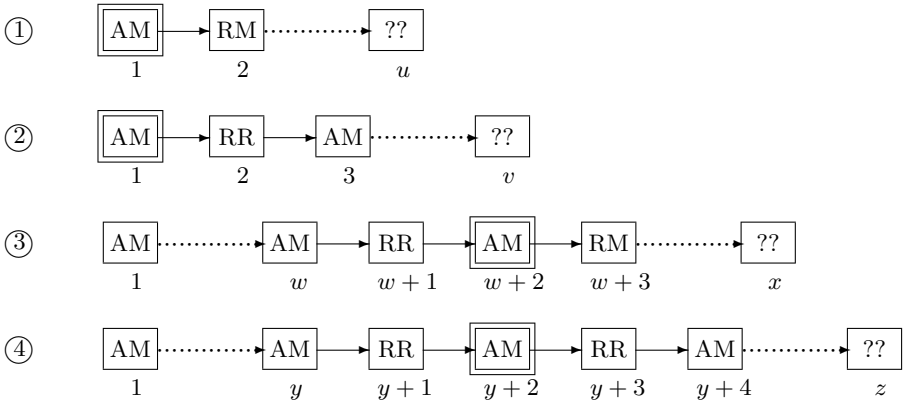 ① AM RM ??
1 2 u
② AM RR AM ??
1 2 3 v
③ AM AM RR AM RM ??
1 w w + 1 w + 2 w + 3 x
④ AM AM RR AM RR AM ??
1 y y + 1 y + 2 y + 3 y + 4 z